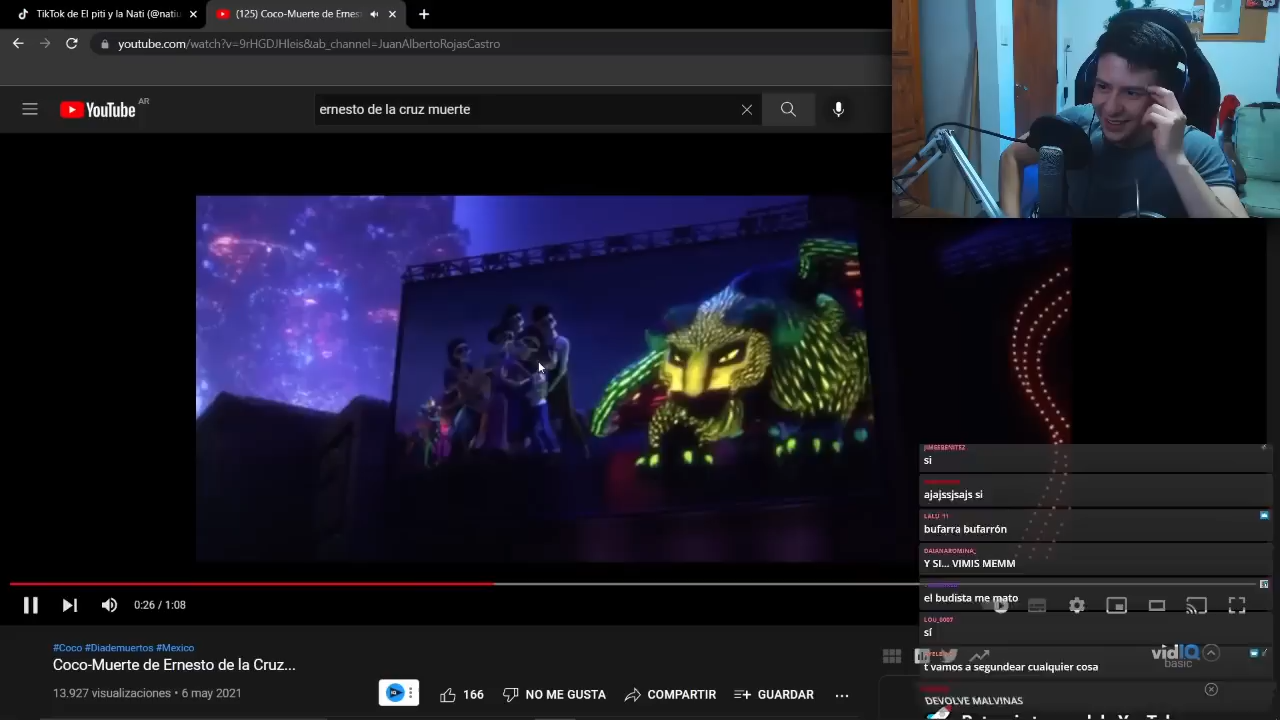 TikTok de El piti y la Nati (@natiu
(125) Coco-Muerte de Ernest
youtube.com/watch?v=9rHGDJHleis&ab_channel=JuanAlbertoRojasCastro
YouTube AR
ernesto de la cruz muerte
JIMEEBENITEZ
si
ajajssjsajs si
LALU_11
bufarra bufarrón
DAIANAROMINA_
Y SI... VIMIS MEMM
el budista me mato
LOU_0007
sí
t vamos a segundear cualquier cosa
DEVOLVE MALVINAS
0:26 / 1:08
#Coco #Diademuertos #Mexico
Coco-Muerte de Ernesto de la Cruz...
13.927 visualizaciones • 6 may 2021
166
NO ME GUSTA
COMPARTIR
GUARDAR
vidIQ
basic